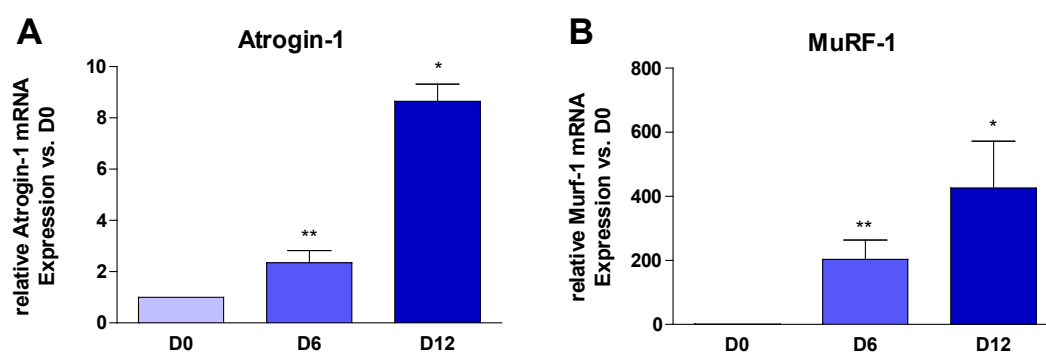 A
Atrogin-1
relative Atrogin-1 mRNA
Expression vs. D0
10
8
6
4
2
0
*
**
D0
D6
D12
B
MuRF-1
relative Murf-1 mRNA
Expression vs. D0
800
600
400
200
0
*
**
D0
D6
D12